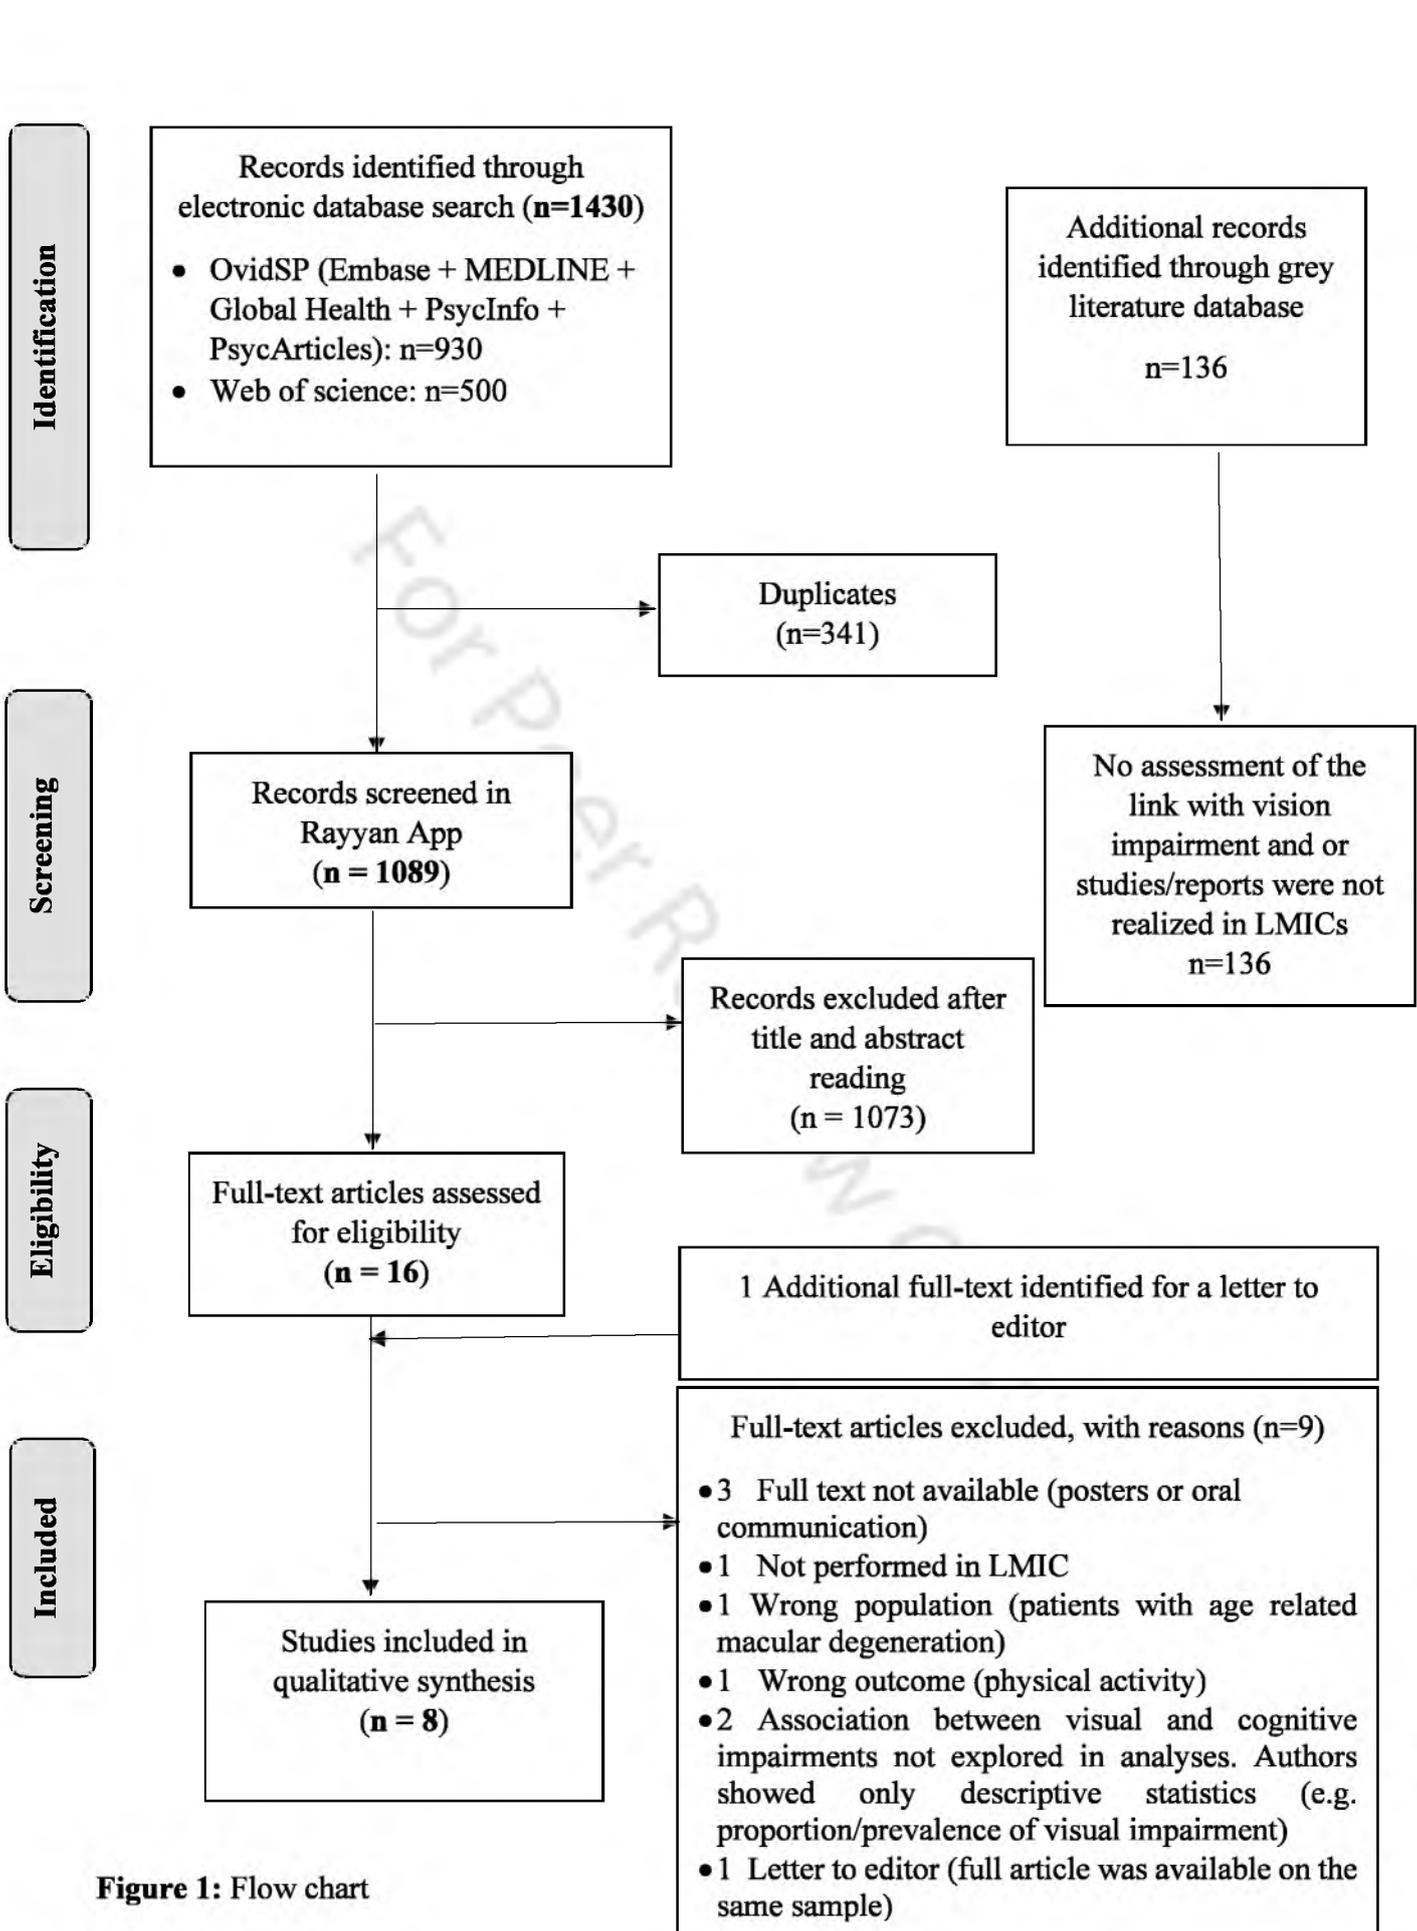 Identification
Records identified through
electronic database search (n=1430)
• OvidSP (Embase + MEDLINE +
Global Health + PsycInfo +
PsycArticles): n=930
• Web of science: n=500
Additional records
identified through grey
literature database
n=136
Duplicates
(n=341)
Screening
Records screened in
Rayyan App
(n = 1089)
No assessment of the
link with vision
impairment and or
studies/reports were not
realized in LMICs
n=136
Records excluded after
title and abstract
reading
(n = 1073)
Eligibility
Full-text articles assessed
for eligibility
(n = 16)
1 Additional full-text identified for a letter to
editor
Included
Full-text articles excluded, with reasons (n=9)
•3 Full text not available (posters or oral
communication)
•1 Not performed in LMIC
•1 Wrong population (patients with age related
macular degeneration)
•1 Wrong outcome (physical activity)
•2 Association between visual and cognitive
impairments not explored in analyses. Authors
showed only descriptive statistics (e.g.
proportion/prevalence of visual impairment)
•1 Letter to editor (full article was available on the
same sample)
Studies included in
qualitative synthesis
(n = 8)
Figure 1: Flow chart
For Peer